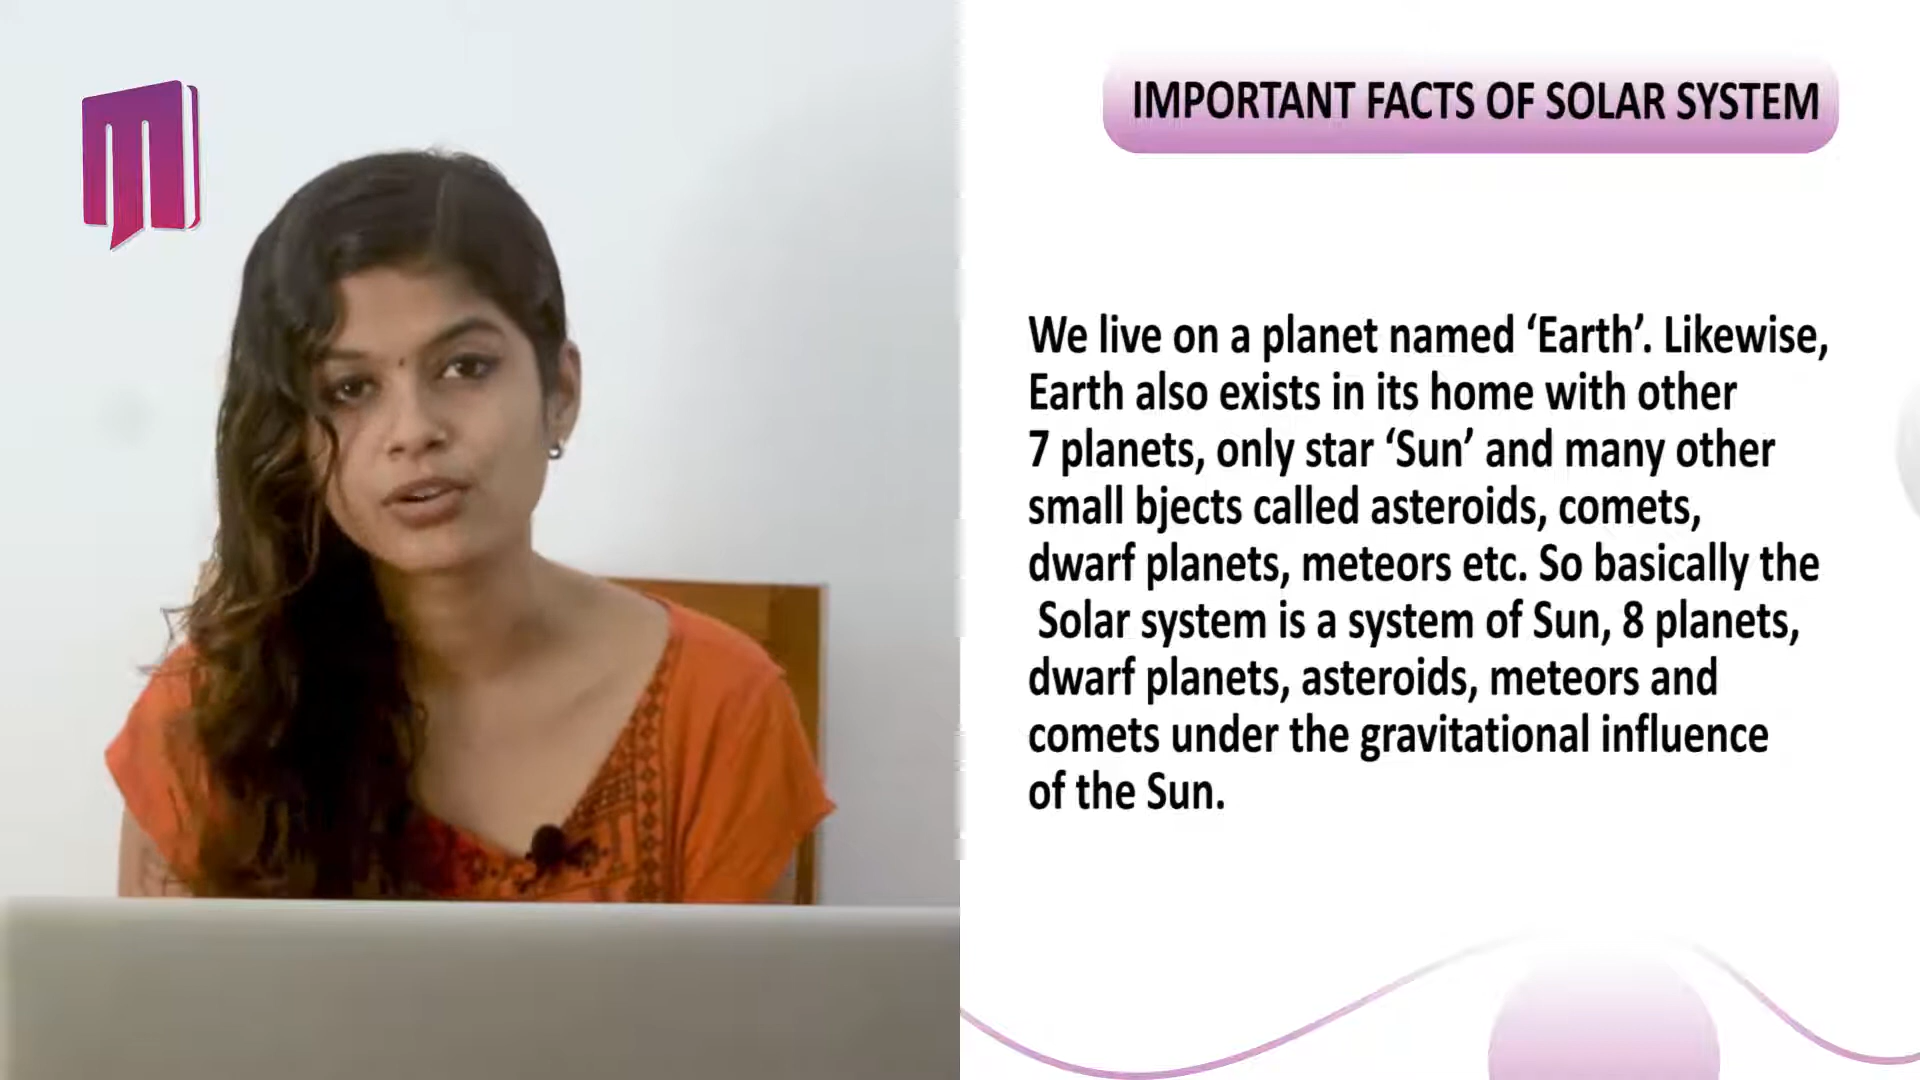 IMPORTANT FACTS OF SOLAR SYSTEM
We live on a planet named ‘Earth’. Likewise,
Earth also exists in its home with other
7 planets, only star ‘Sun’ and many other
small bjects called asteroids, comets,
dwarf planets, meteors etc. So basically the
Solar system is a system of Sun, 8 planets,
dwarf planets, asteroids, meteors and
comets under the gravitational influence
of the Sun.